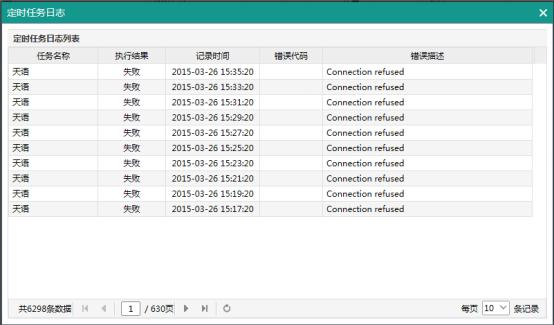 定时任务日志
定时任务日志列表
任务名称 执行结果 记录时间 错误代码 错误描述
天语 失败 2015-03-26 15:35:20 Connection refused
天语 失败 2015-03-26 15:33:20 Connection refused
天语 失败 2015-03-26 15:31:20 Connection refused
天语 失败 2015-03-26 15:29:20 Connection refused
天语 失败 2015-03-26 15:27:20 Connection refused
天语 失败 2015-03-26 15:25:20 Connection refused
天语 失败 2015-03-26 15:23:20 Connection refused
天语 失败 2015-03-26 15:21:20 Connection refused
天语 失败 2015-03-26 15:19:20 Connection refused
天语 失败 2015-03-26 15:17:20 Connection refused
共6298条数据 1 / 630页 每页 10 条记录